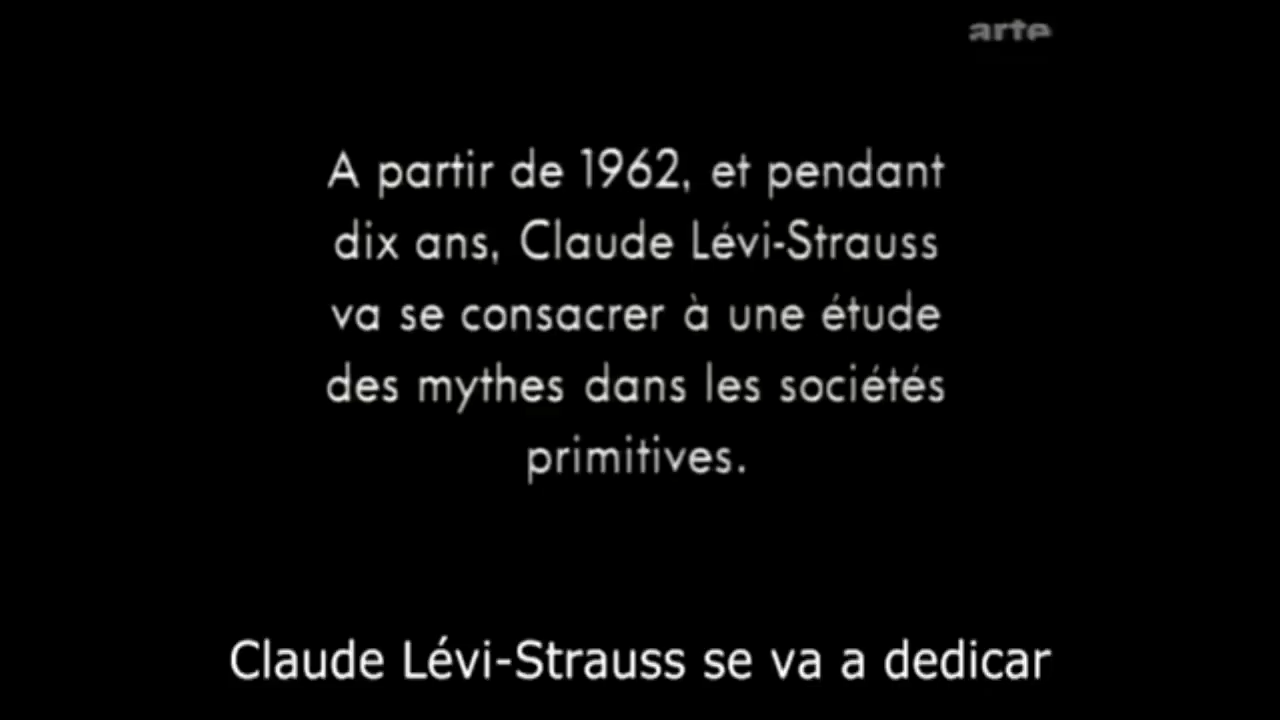 arte
A partir de 1962, et pendant
dix ans, Claude Lévi-Strauss
va se consacrer à une étude
des mythes dans les sociétés
primitives.
Claude Lévi-Strauss se va a dedicar